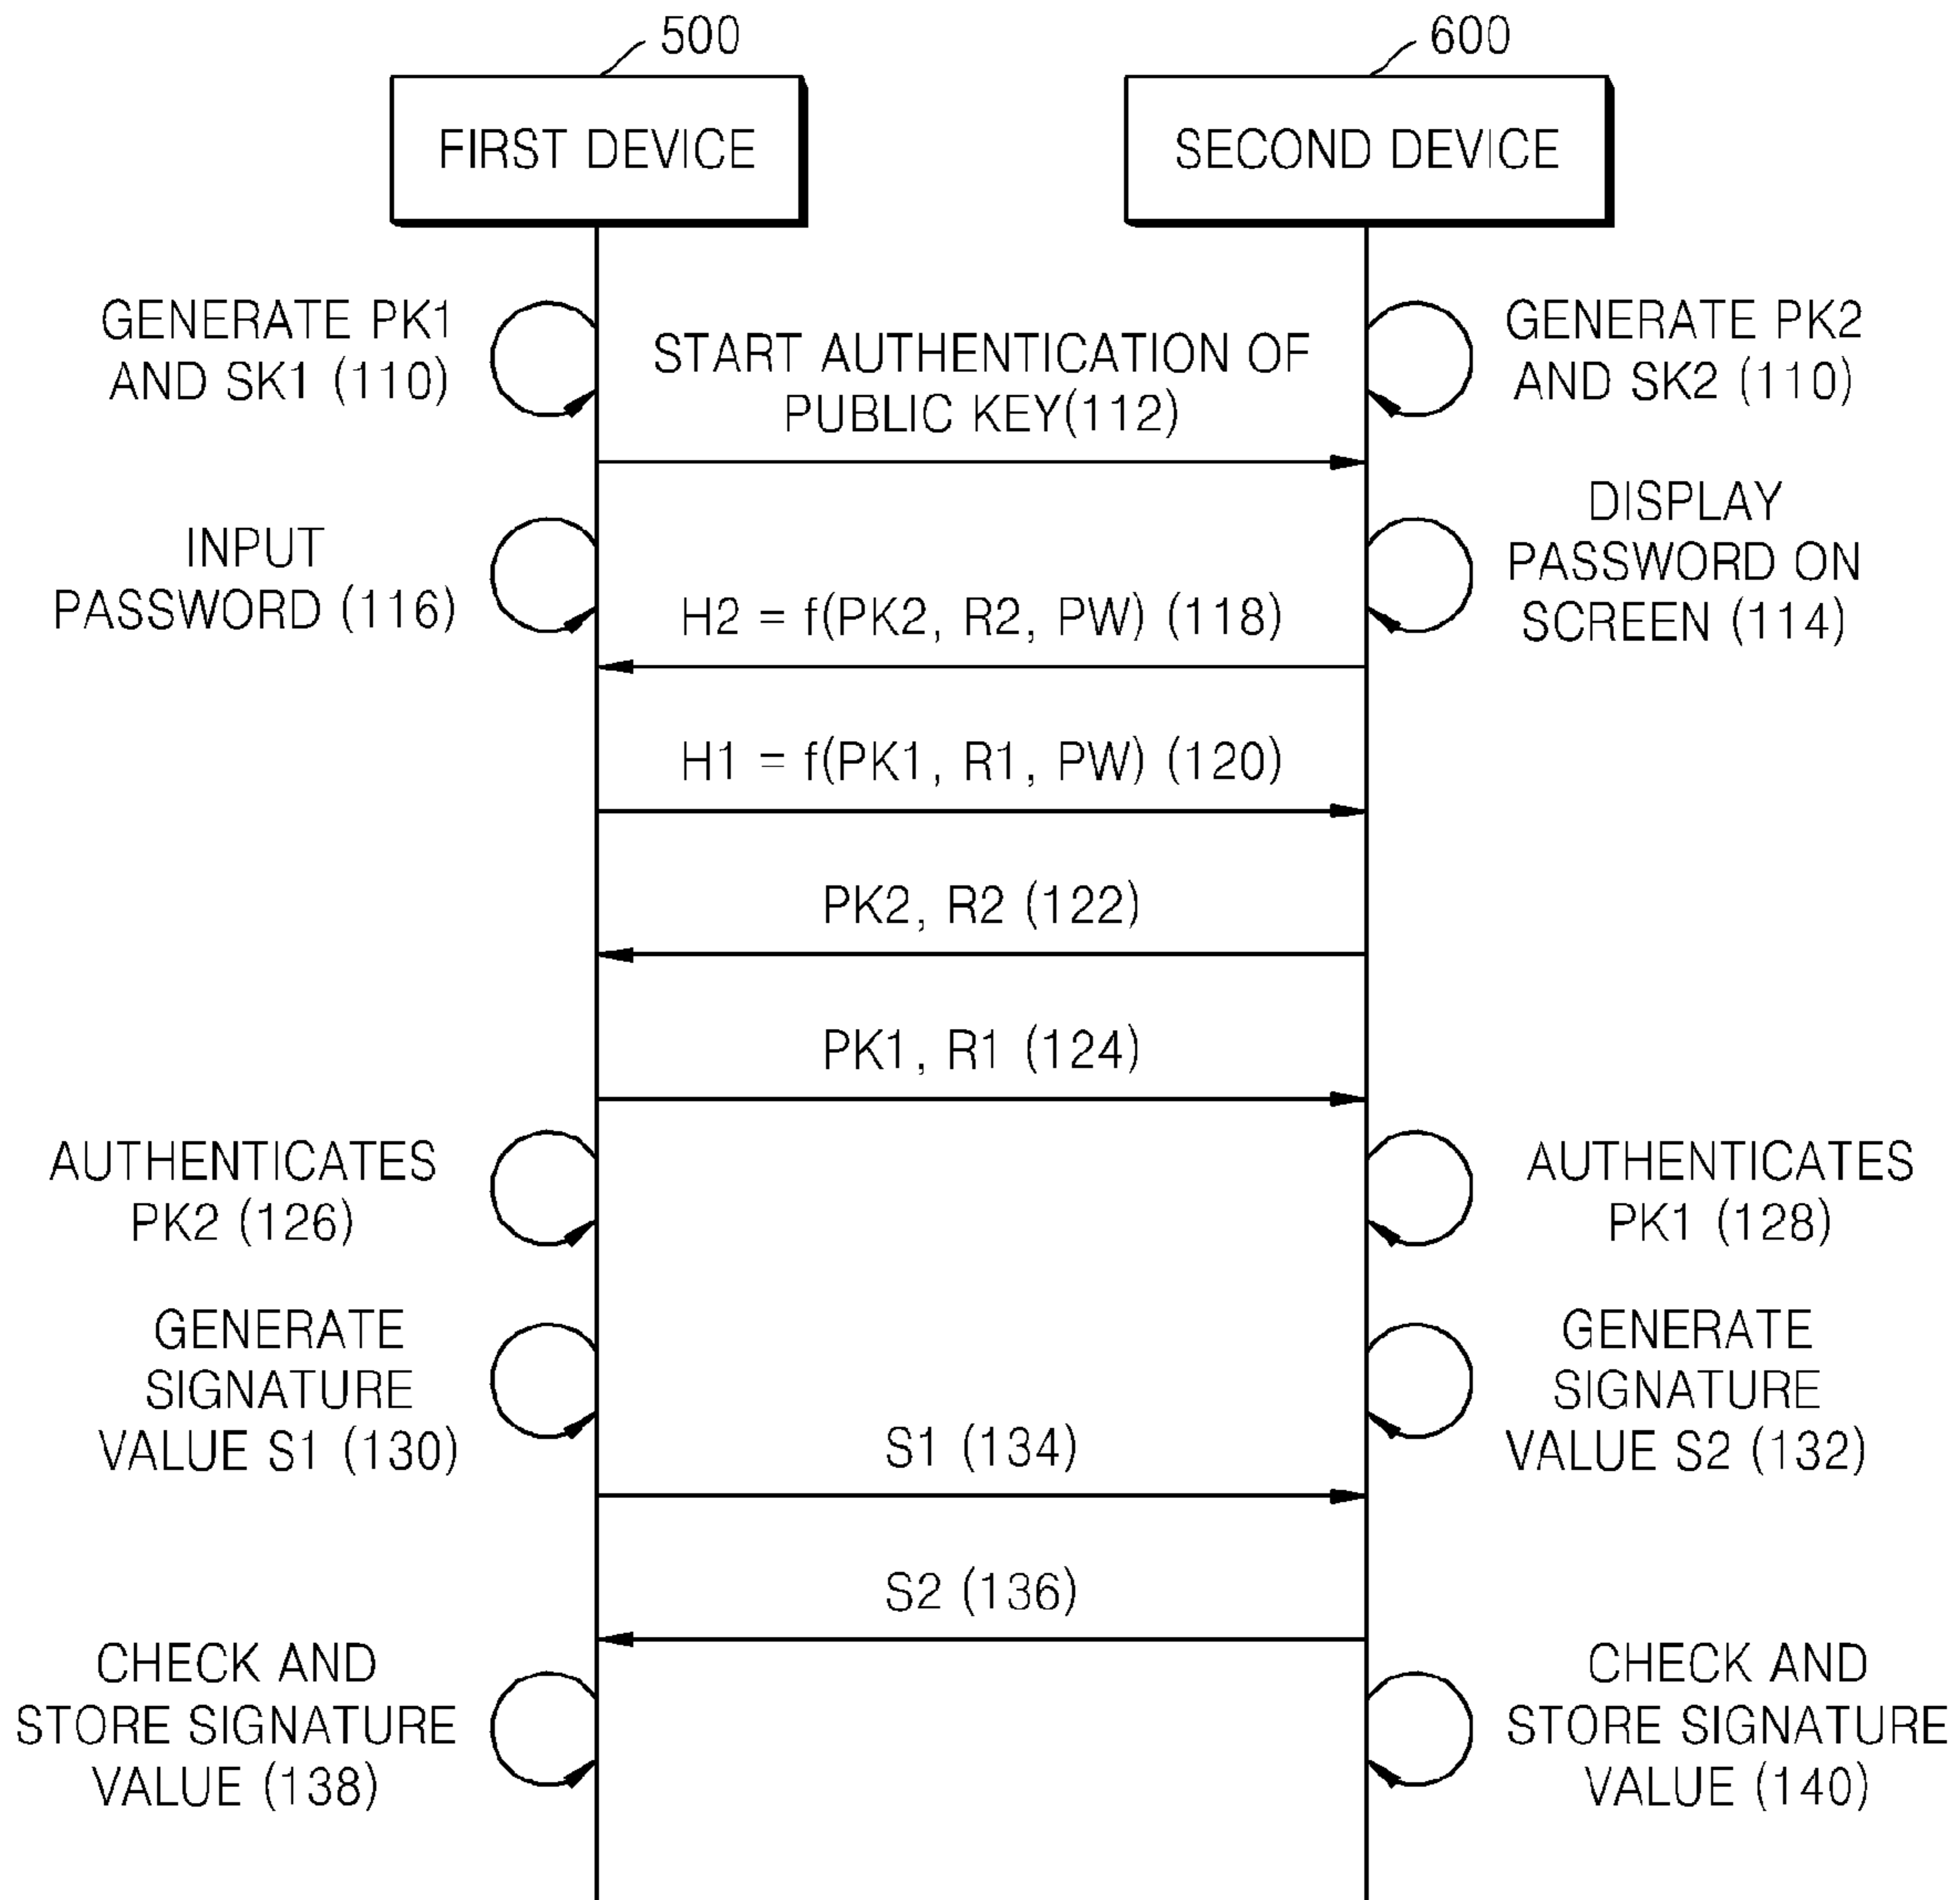 500
600
FIRST DEVICE
SECOND DEVICE
GENERATE PK1
AND SK1 (110)
START AUTHENTICATION OF
PUBLIC KEY(112)
GENERATE PK2
AND SK2 (110)
INPUT
PASSWORD (116)
DISPLAY
PASSWORD ON
SCREEN (114)
H2 = f(PK2, R2, PW) (118)
H1 = f(PK1, R1, PW) (120)
PK2, R2 (122)
PK1, R1 (124)
AUTHENTICATES
PK2 (126)
AUTHENTICATES
PK1 (128)
GENERATE
SIGNATURE
VALUE S1 (130)
GENERATE
SIGNATURE
VALUE S2 (132)
S1 (134)
S2 (136)
CHECK AND
STORE SIGNATURE
VALUE (138)
CHECK AND
STORE SIGNATURE
VALUE (140)